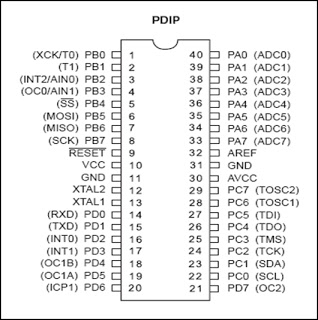 PDIP
(XCK/T0) PB0 1 40 PA0 (ADC0)
(T1) PB1 2 39 PA1 (ADC1)
(INT2/AIN0) PB2 3 38 PA2 (ADC2)
(OC0/AIN1) PB3 4 37 PA3 (ADC3)
(SS) PB4 5 36 PA4 (ADC4)
(MOSI) PB5 6 35 PA5 (ADC5)
(MISO) PB6 7 34 PA6 (ADC6)
(SCK) PB7 8 33 PA7 (ADC7)
RESET 9 32 AREF
VCC 10 31 GND
GND 11 30 AVCC
XTAL2 12 29 PC7 (TOSC2)
XTAL1 13 28 PC6 (TOSC1)
(RXD) PD0 14 27 PC5 (TDI)
(TXD) PD1 15 26 PC4 (TDO)
(INT0) PD2 16 25 PC3 (TMS)
(INT1) PD3 17 24 PC2 (TCK)
(OC1B) PD4 18 23 PC1 (SDA)
(OC1A) PD5 19 22 PC0 (SCL)
(ICP1) PD6 20 21 PD7 (OC2)